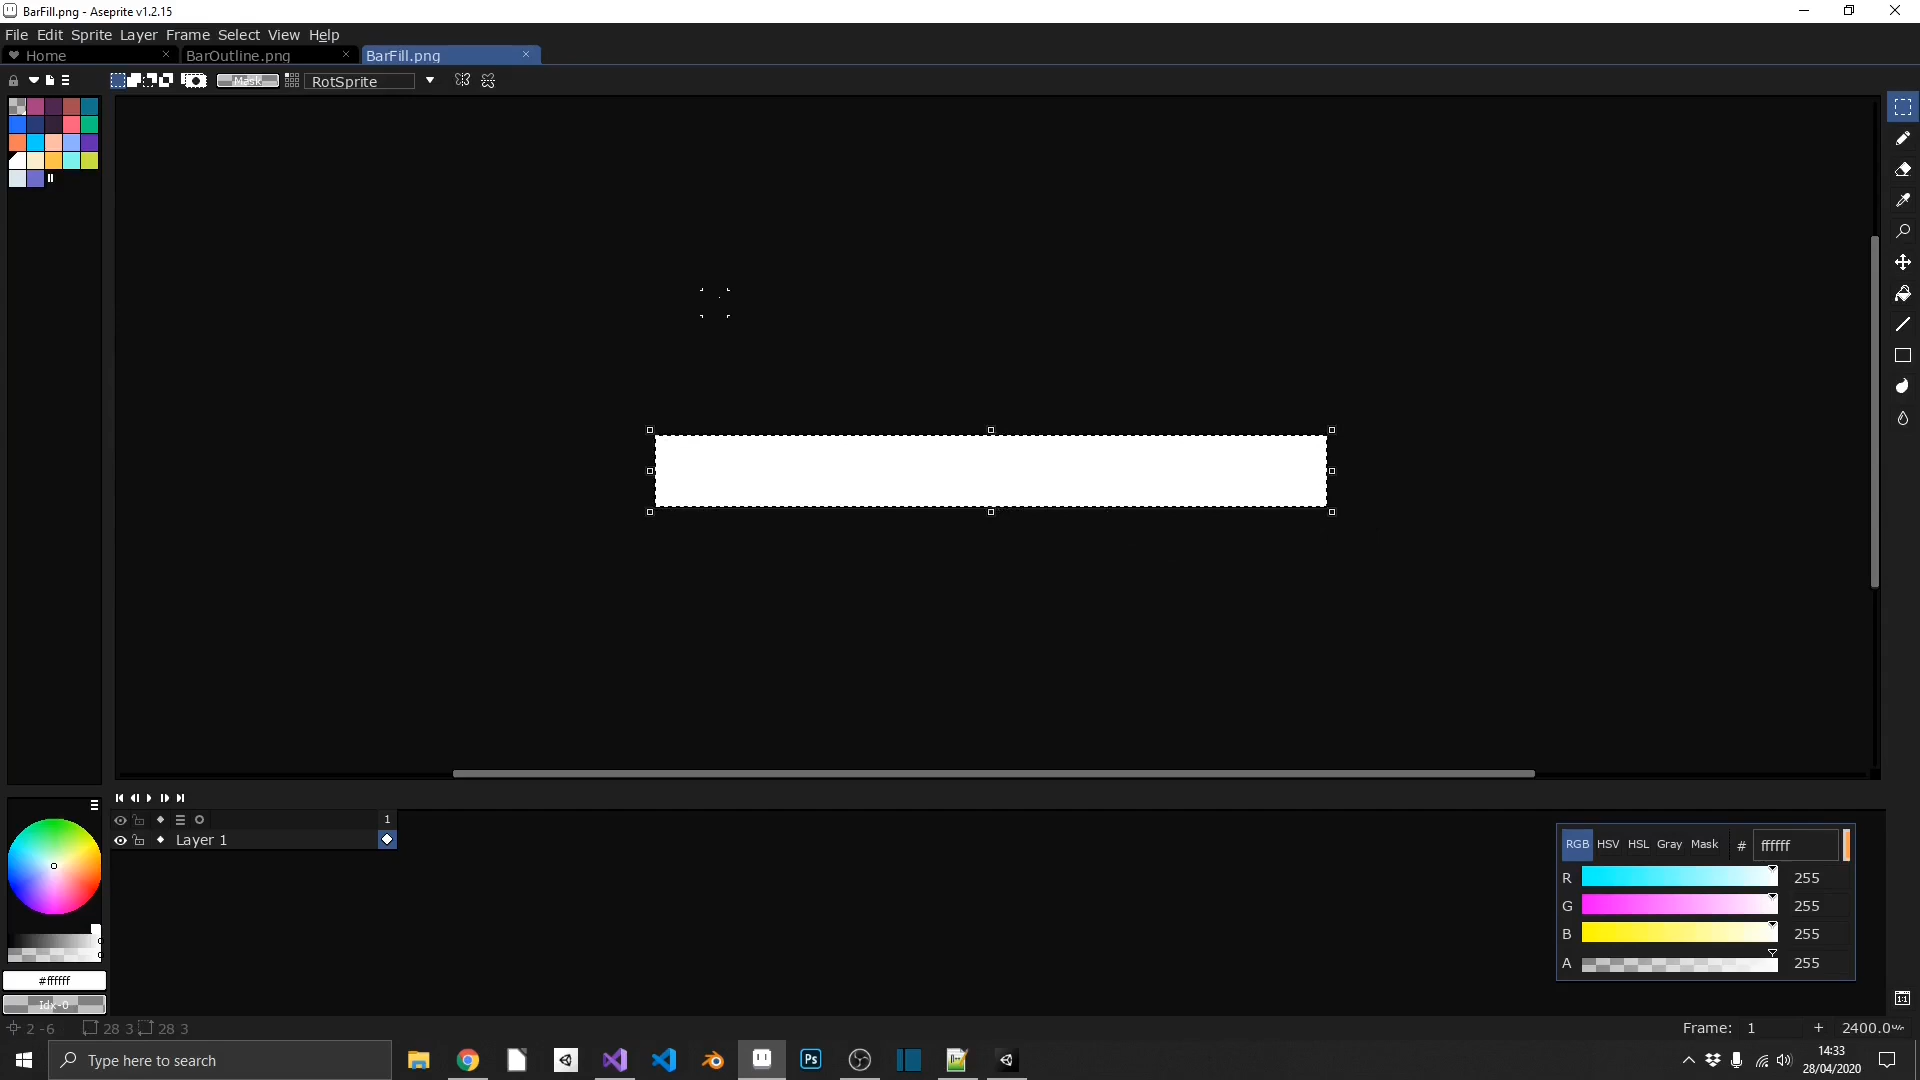 BarFill.png - Aseprite v1.2.15
File Edit Sprite Layer Frame Select View Help
Home BarOutline.png BarFill.png
Mask RotSprite
1
Layer 1
RGB HSV HSL Gray Mask # ffffff
R 255
G 255
B 255
A 255
#ffffff
Idx-0
2 -6 28 3 28 3 Frame: 1 + 2400.0
Type here to search
Ps
14:33
28/04/2020